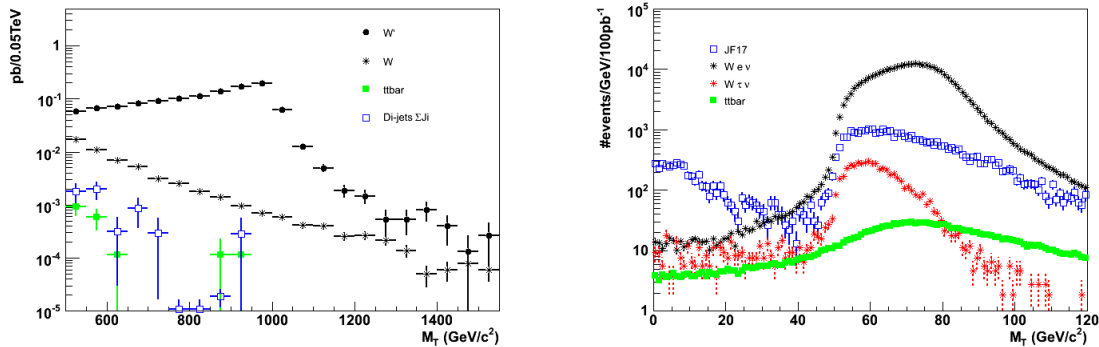 pb/0.05TeV
1
10-1
10-2
10-3
10-4
10-5
W'
W
ttbar
Di-jets ΣJi
600 800 1000 1200 1400
MT (GeV/c2)
#events/GeV/100pb-1
105
104
103
102
10
1
JF17
W e ν
W τ ν
ttbar
0 20 40 60 80 100 120
MT (GeV/c2)